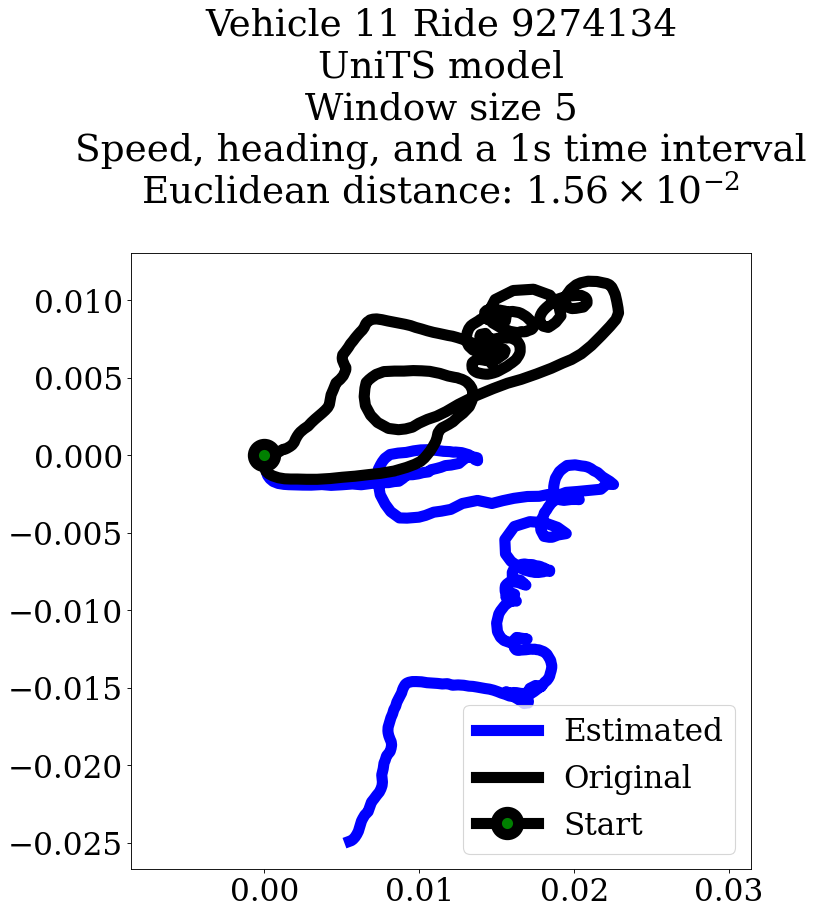 Vehicle 11 Ride 9274134
UniTS model
Window size 5
Speed, heading, and a 1s time interval
Euclidean distance: 1.56 × 10⁻²
0.010
0.005
0.000
−0.005
−0.010
−0.015
−0.020
−0.025
Estimated
Original
Start
0.00 0.01 0.02 0.03